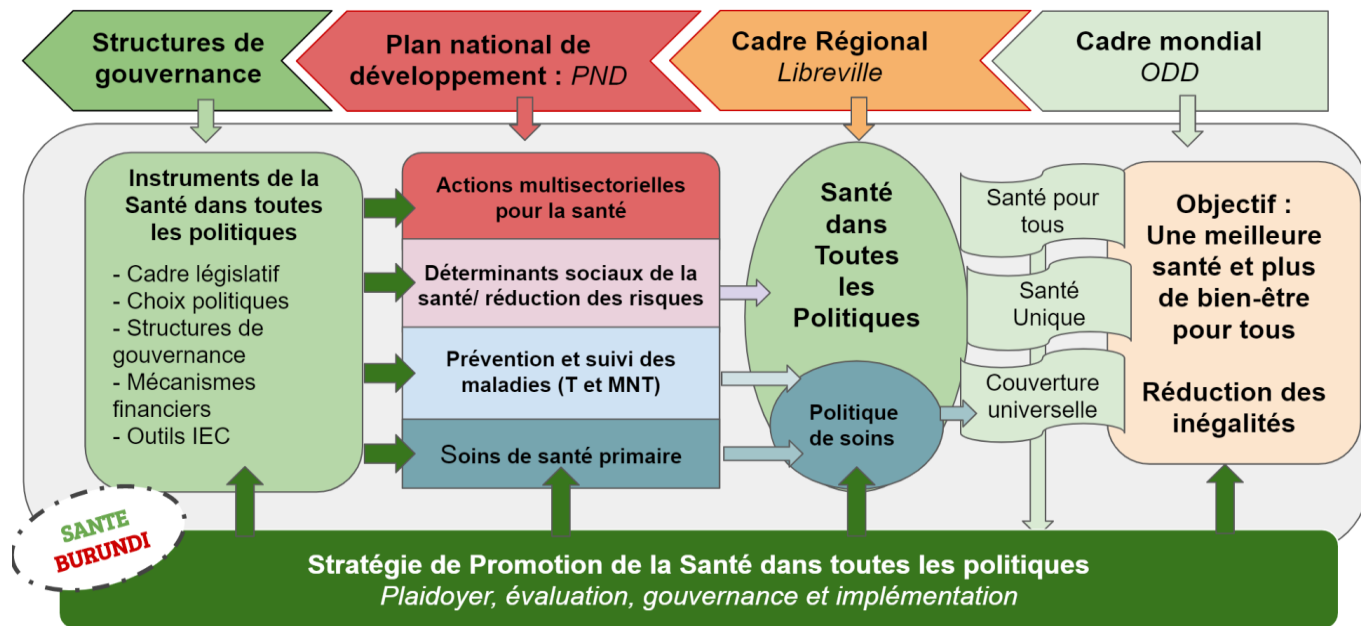 Structures de
gouvernance
Plan national de
développement : PND
Cadre Régional
Libreville
Cadre mondial
ODD
Instruments de la
Santé dans toutes
les politiques
- Cadre législatif
- Choix politiques
- Structures de
gouvernance
- Mécanismes
financiers
- Outils IEC
Actions multisectorielles
pour la santé
Déterminants sociaux de la
santé/ réduction des risques
Prévention et suivi des
maladies (T et MNT)
Soins de santé primaire
Santé
dans
Toutes
les
Politiques
Politique
de soins
Santé pour
tous
Santé
Unique
Couverture
universelle
Objectif :
Une meilleure
santé et plus
de bien-être
pour tous
Réduction des
inégalités
SANTE
BURUNDI
Stratégie de Promotion de la Santé dans toutes les politiques
Plaidoyer, évaluation, gouvernance et implémentation